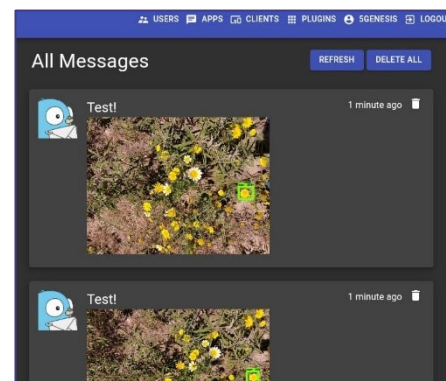 USERS APPS CLIENTS PLUGINS 5GENESIS LOGOU
All Messages REFRESH DELETE ALL
Test! 1 minute ago
Test! 1 minute ago